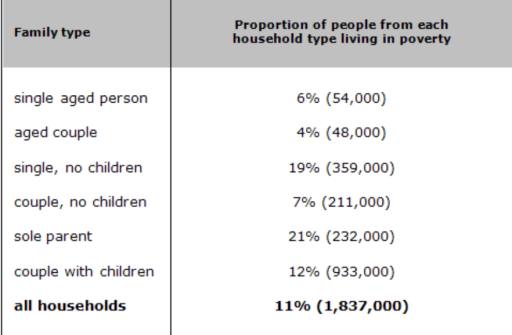 Family type
Proportion of people from each
household type living in poverty
single aged person 6% (54,000)
aged couple 4% (48,000)
single, no children 19% (359,000)
couple, no children 7% (211,000)
sole parent 21% (232,000)
couple with children 12% (933,000)
all households 11% (1,837,000)